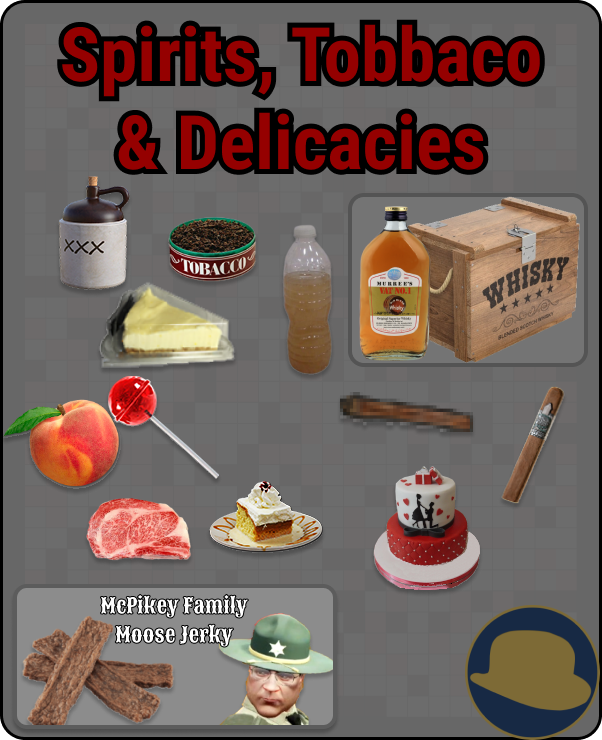 Spirits, Tobbaco
& Delicacies
XXX
TOBACCO
MURREE'S
VAT NO.1
WHISKY
BLENDED SCOTCH WHISKY
McPikey Family
Moose Jerky